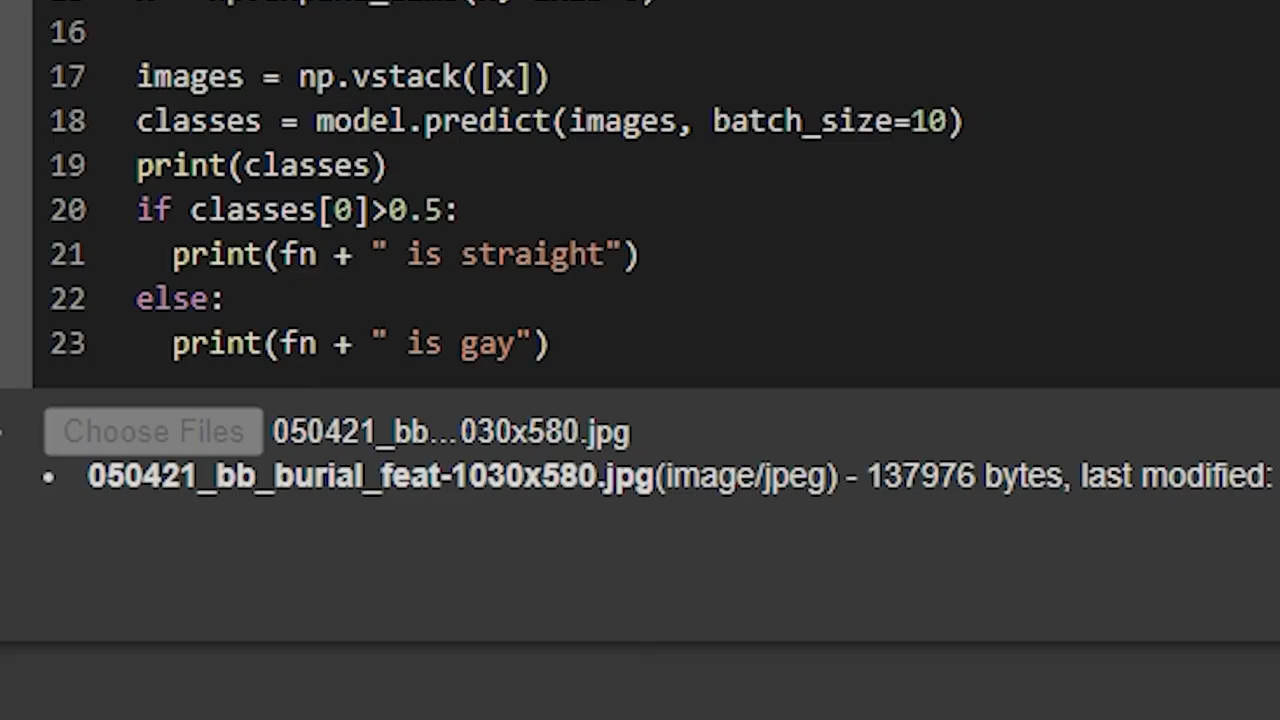 16
17 images = np.vstack([x])
18 classes = model.predict(images, batch_size=10)
19 print(classes)
20 if classes[0]>0.5:
21 print(fn + " is straight")
22 else:
23 print(fn + " is gay")
Choose Files 050421_bb...030x580.jpg
• 050421_bb_burial_feat-1030x580.jpg(image/jpeg) - 137976 bytes, last modified: